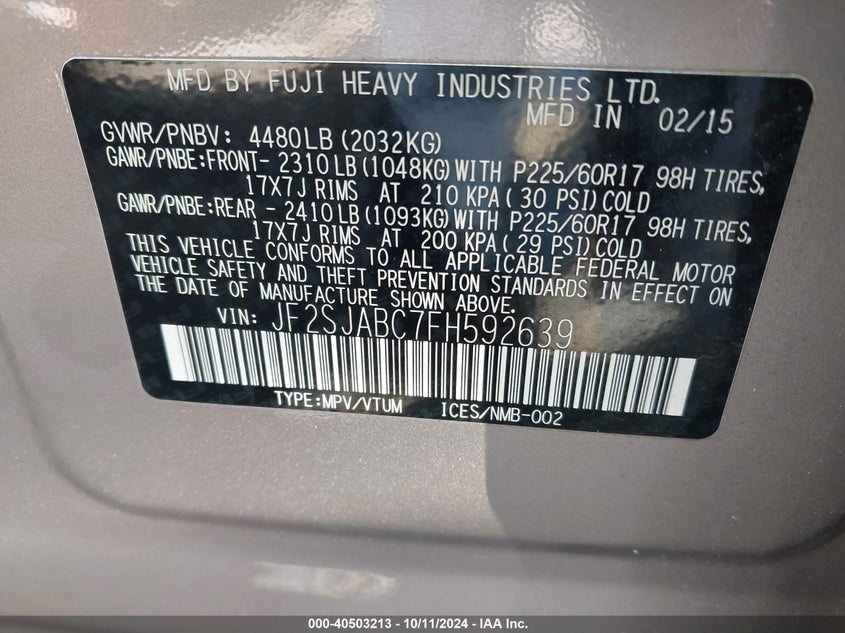 MFD BY FUJI HEAVY INDUSTRIES LTD.
MFD IN 02/15
GVWR/PNBV: 4480LB (2032KG)
GAWR/PNBE:FRONT- 2310LB (1048KG)WITH P225/60R17 98H TIRES,
17X7J RIMS AT 210 KPA ( 30 PSI) COLD
GAWR/PNBE:REAR - 2410LB (1093KG)WITH P225/60R17 98H TIRES,
17X7J RIMS AT 200 KPA ( 29 PSI) COLD
THIS VEHICLE CONFORMS TO ALL APPLICABLE FEDERAL MOTOR
VEHICLE SAFETY AND THEFT PREVENTION STANDARDS IN EFFECT ON
THE DATE OF MANUFACTURE SHOWN ABOVE.
VIN: JF2SJABC7FH592639
TYPE:MPV/VTUM ICES/NMB-002
000-40503213 - 10/11/2024 - IAA Inc.